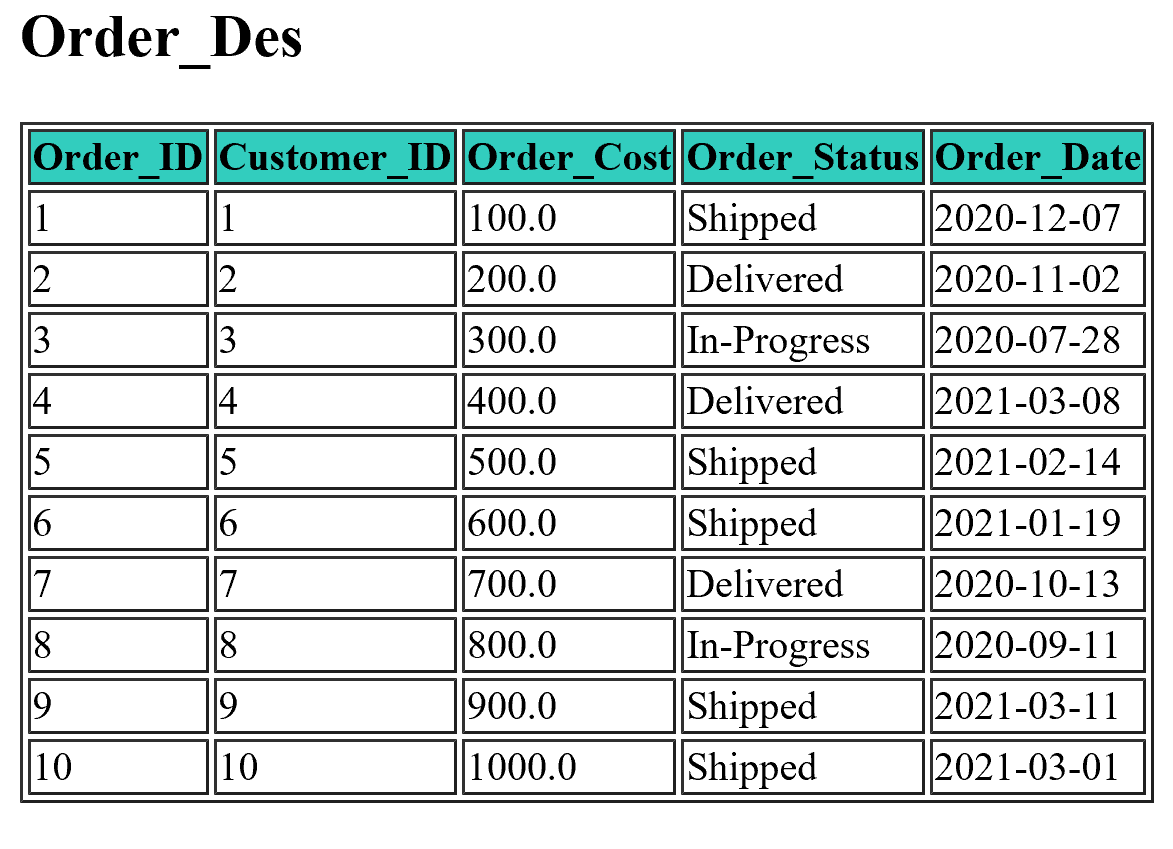 Order_Des
Order_ID Customer_ID Order_Cost Order_Status Order_Date
1 1 100.0 Shipped 2020-12-07
2 2 200.0 Delivered 2020-11-02
3 3 300.0 In-Progress 2020-07-28
4 4 400.0 Delivered 2021-03-08
5 5 500.0 Shipped 2021-02-14
6 6 600.0 Shipped 2021-01-19
7 7 700.0 Delivered 2020-10-13
8 8 800.0 In-Progress 2020-09-11
9 9 900.0 Shipped 2021-03-11
10 10 1000.0 Shipped 2021-03-01